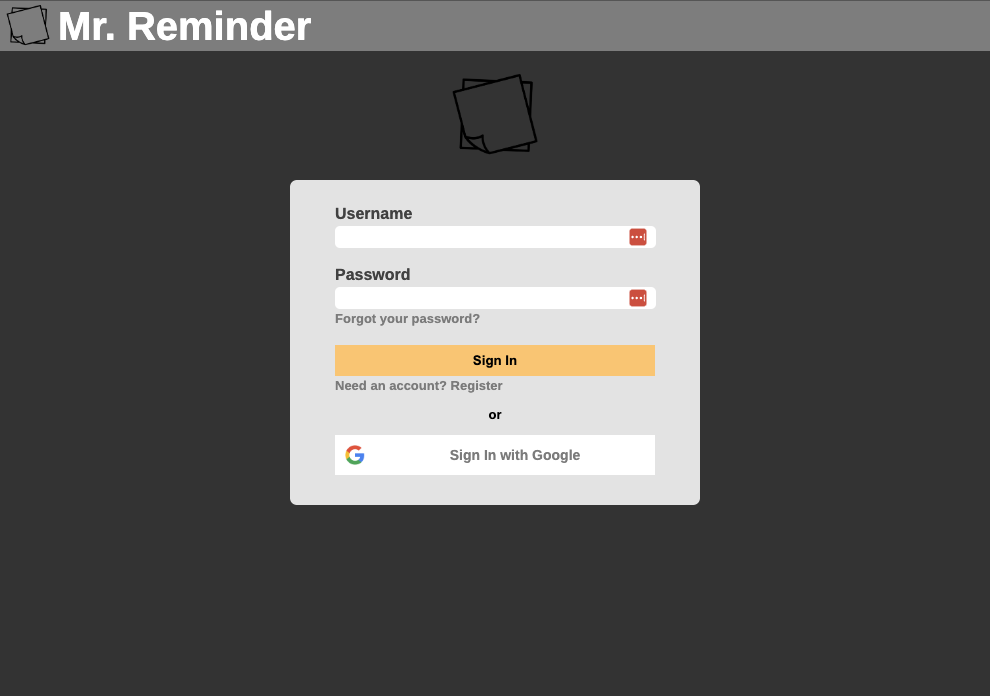 Mr. Reminder
Username
Password
Forgot your password?
Sign In
Need an account? Register
or
Sign In with Google